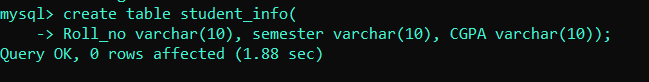 mysql> create table student_info(
    -> Roll_no varchar(10), semester varchar(10), CGPA varchar(10));
Query OK, 0 rows affected (1.88 sec)